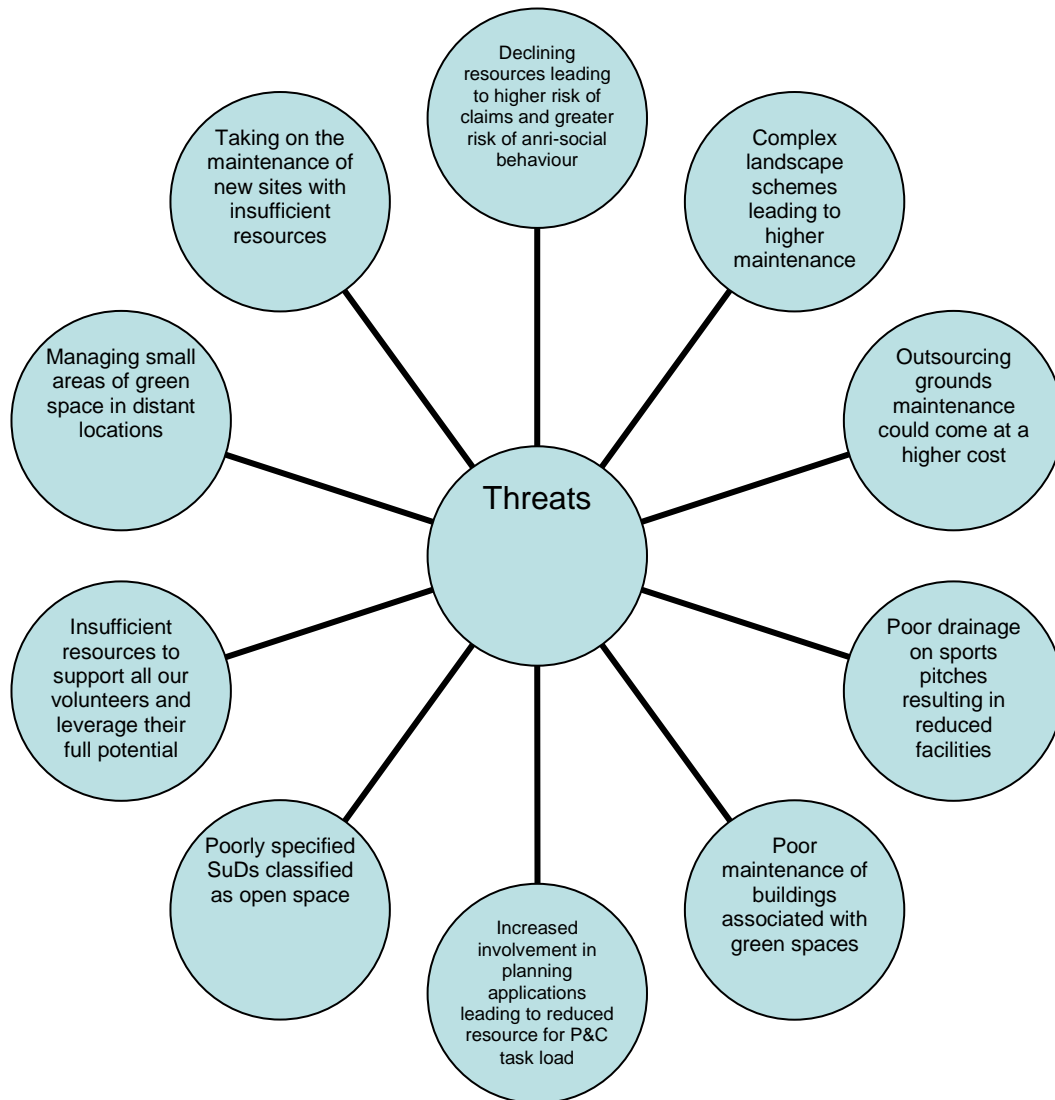 Threats
Declining
resources leading
to higher risk of
claims and greater
risk of anri-social
behaviour
Complex
landscape
schemes
leading to
higher
maintenance
Outsourcing
grounds
maintenance
could come at a
higher cost
Poor drainage
on sports
pitches
resulting in
reduced
facilities
Poor
maintenance of
buildings
associated with
green spaces
Increased
involvement in
planning
applications
leading to reduced
resource for P&C
task load
Poorly specified
SuDs classified
as open space
Insufficient
resources to
support all our
volunteers and
leverage their
full potential
Managing small
areas of green
space in distant
locations
Taking on the
maintenance of
new sites with
insufficient
resources